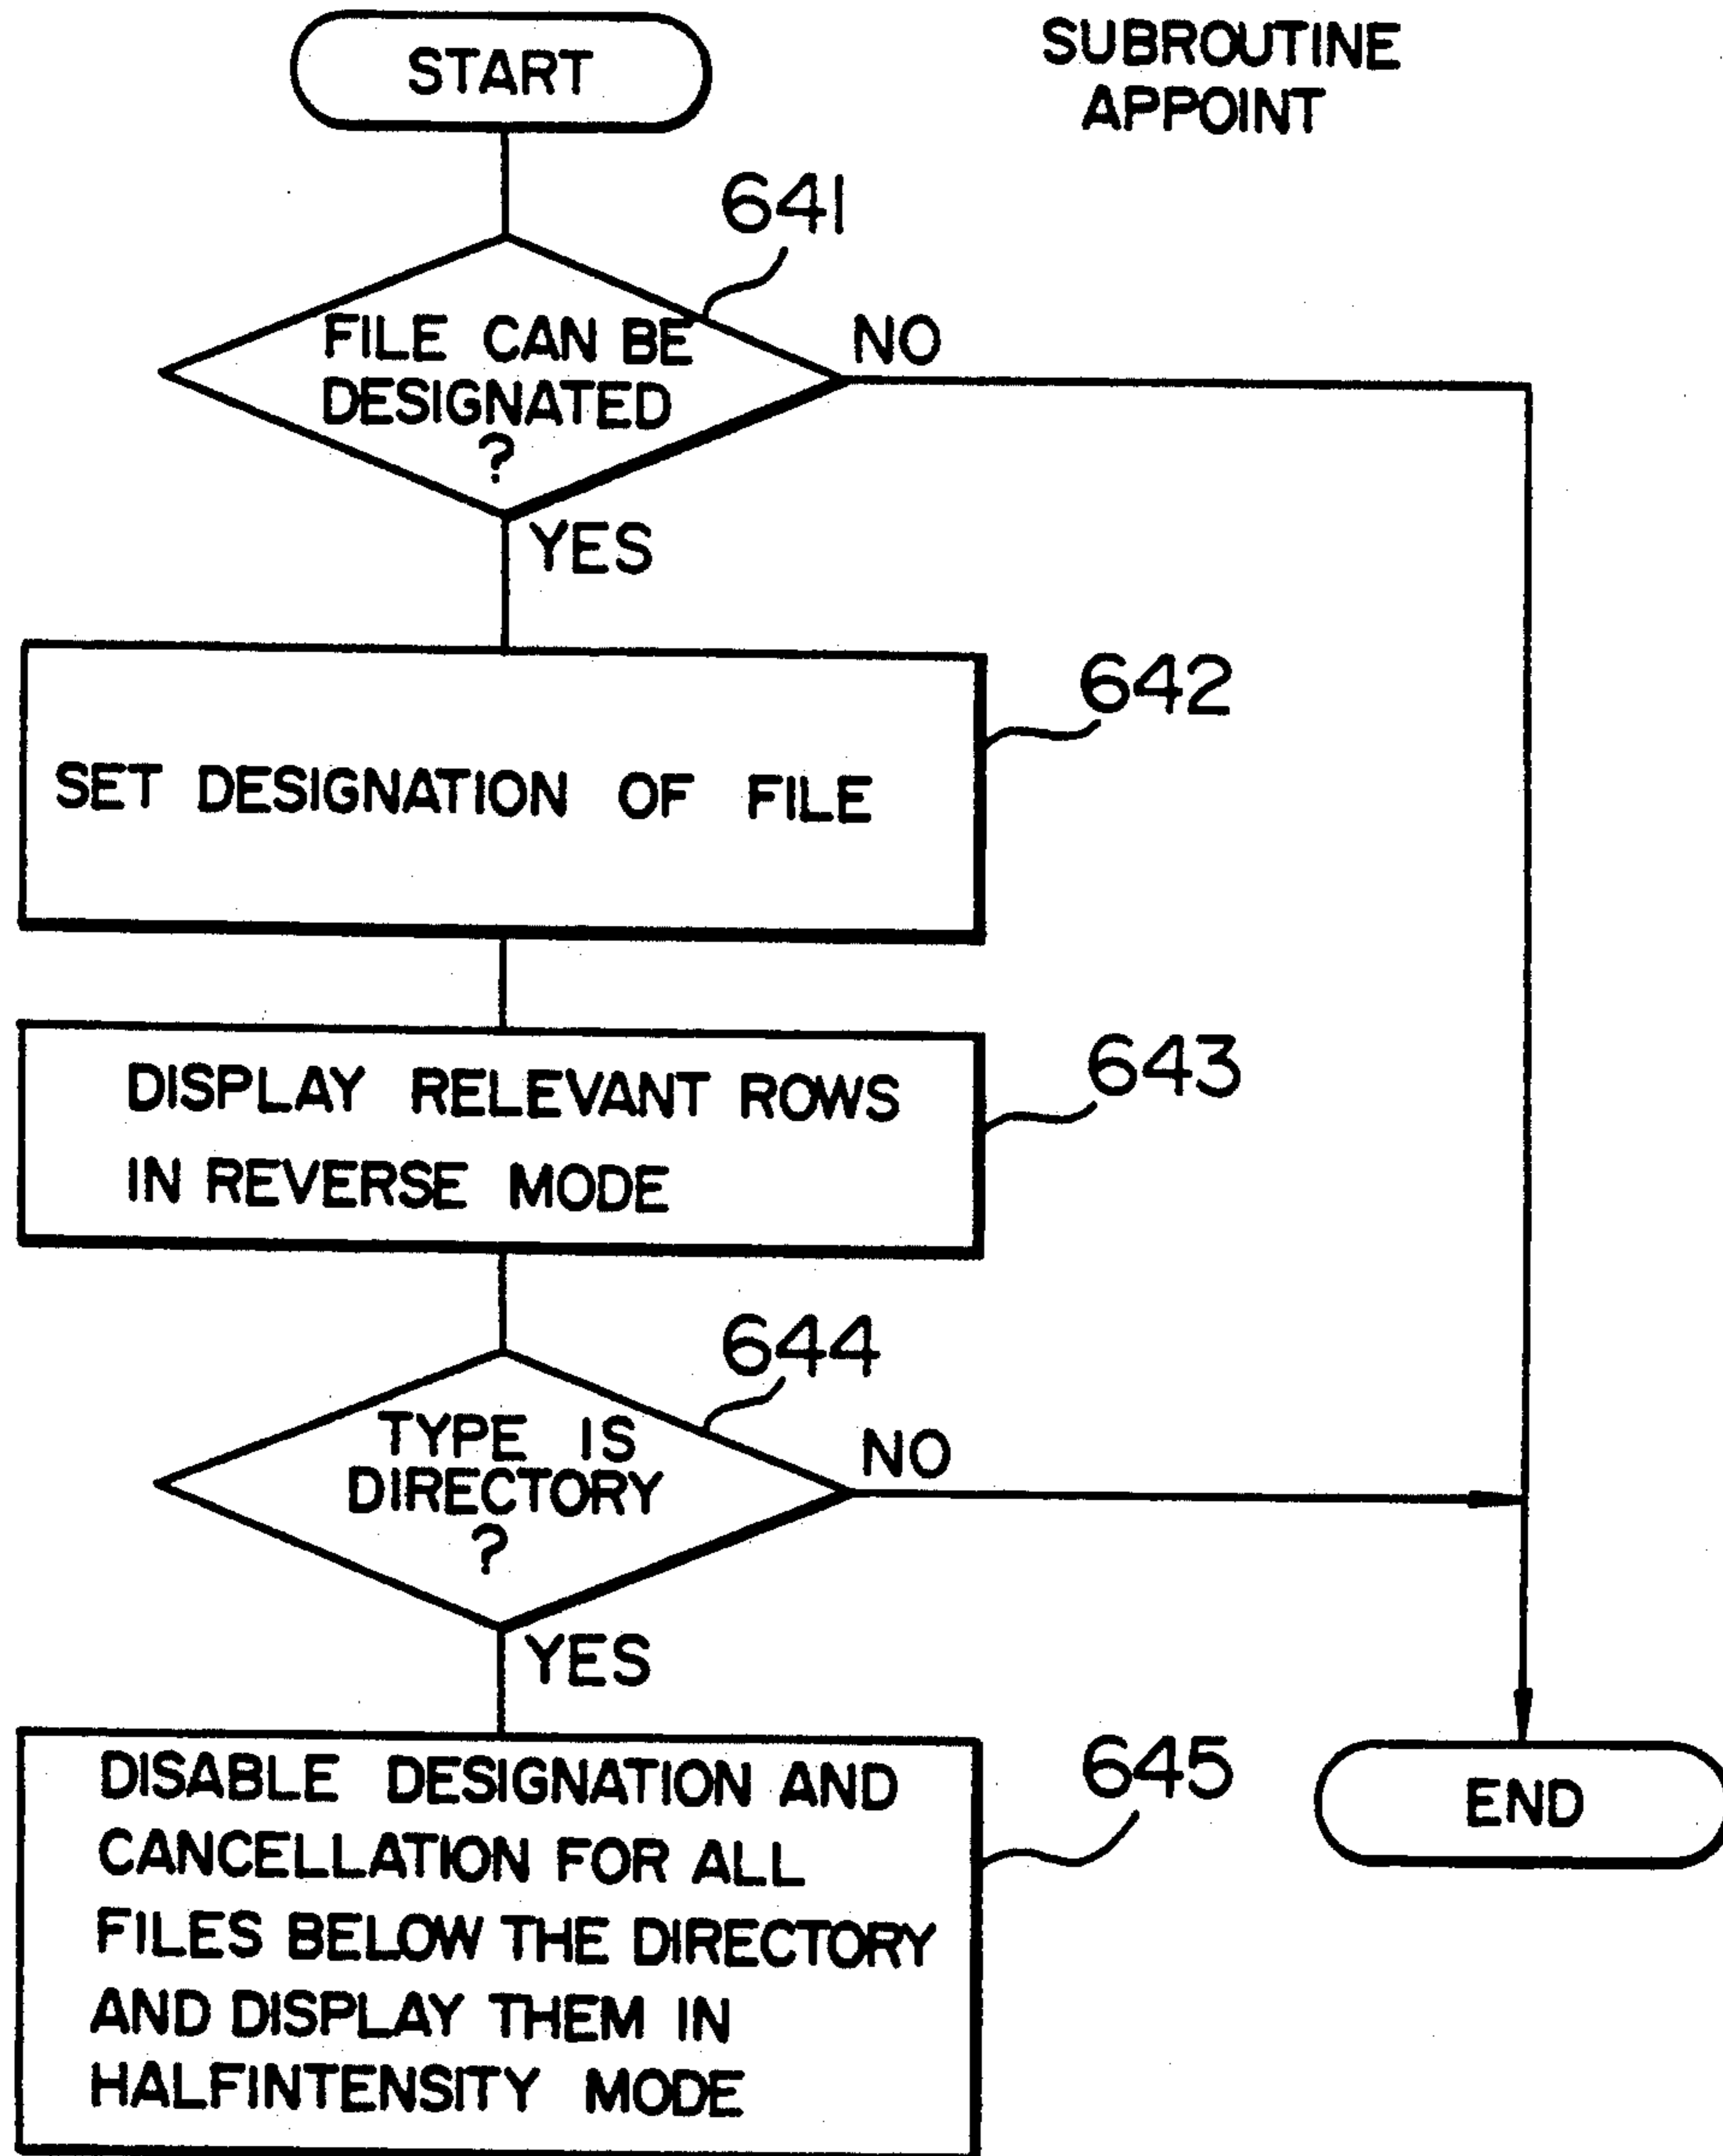 START
SUBROUTINE
APPOINT
641
FILE CAN BE
DESIGNATED
?
NO
YES
642
SET DESIGNATION OF FILE
643
DISPLAY RELEVANT ROWS
IN REVERSE MODE
644
TYPE IS
DIRECTORY
?
NO
YES
645
DISABLE DESIGNATION AND
CANCELLATION FOR ALL
FILES BELOW THE DIRECTORY
AND DISPLAY THEM IN
HALFINTENSITY MODE
END